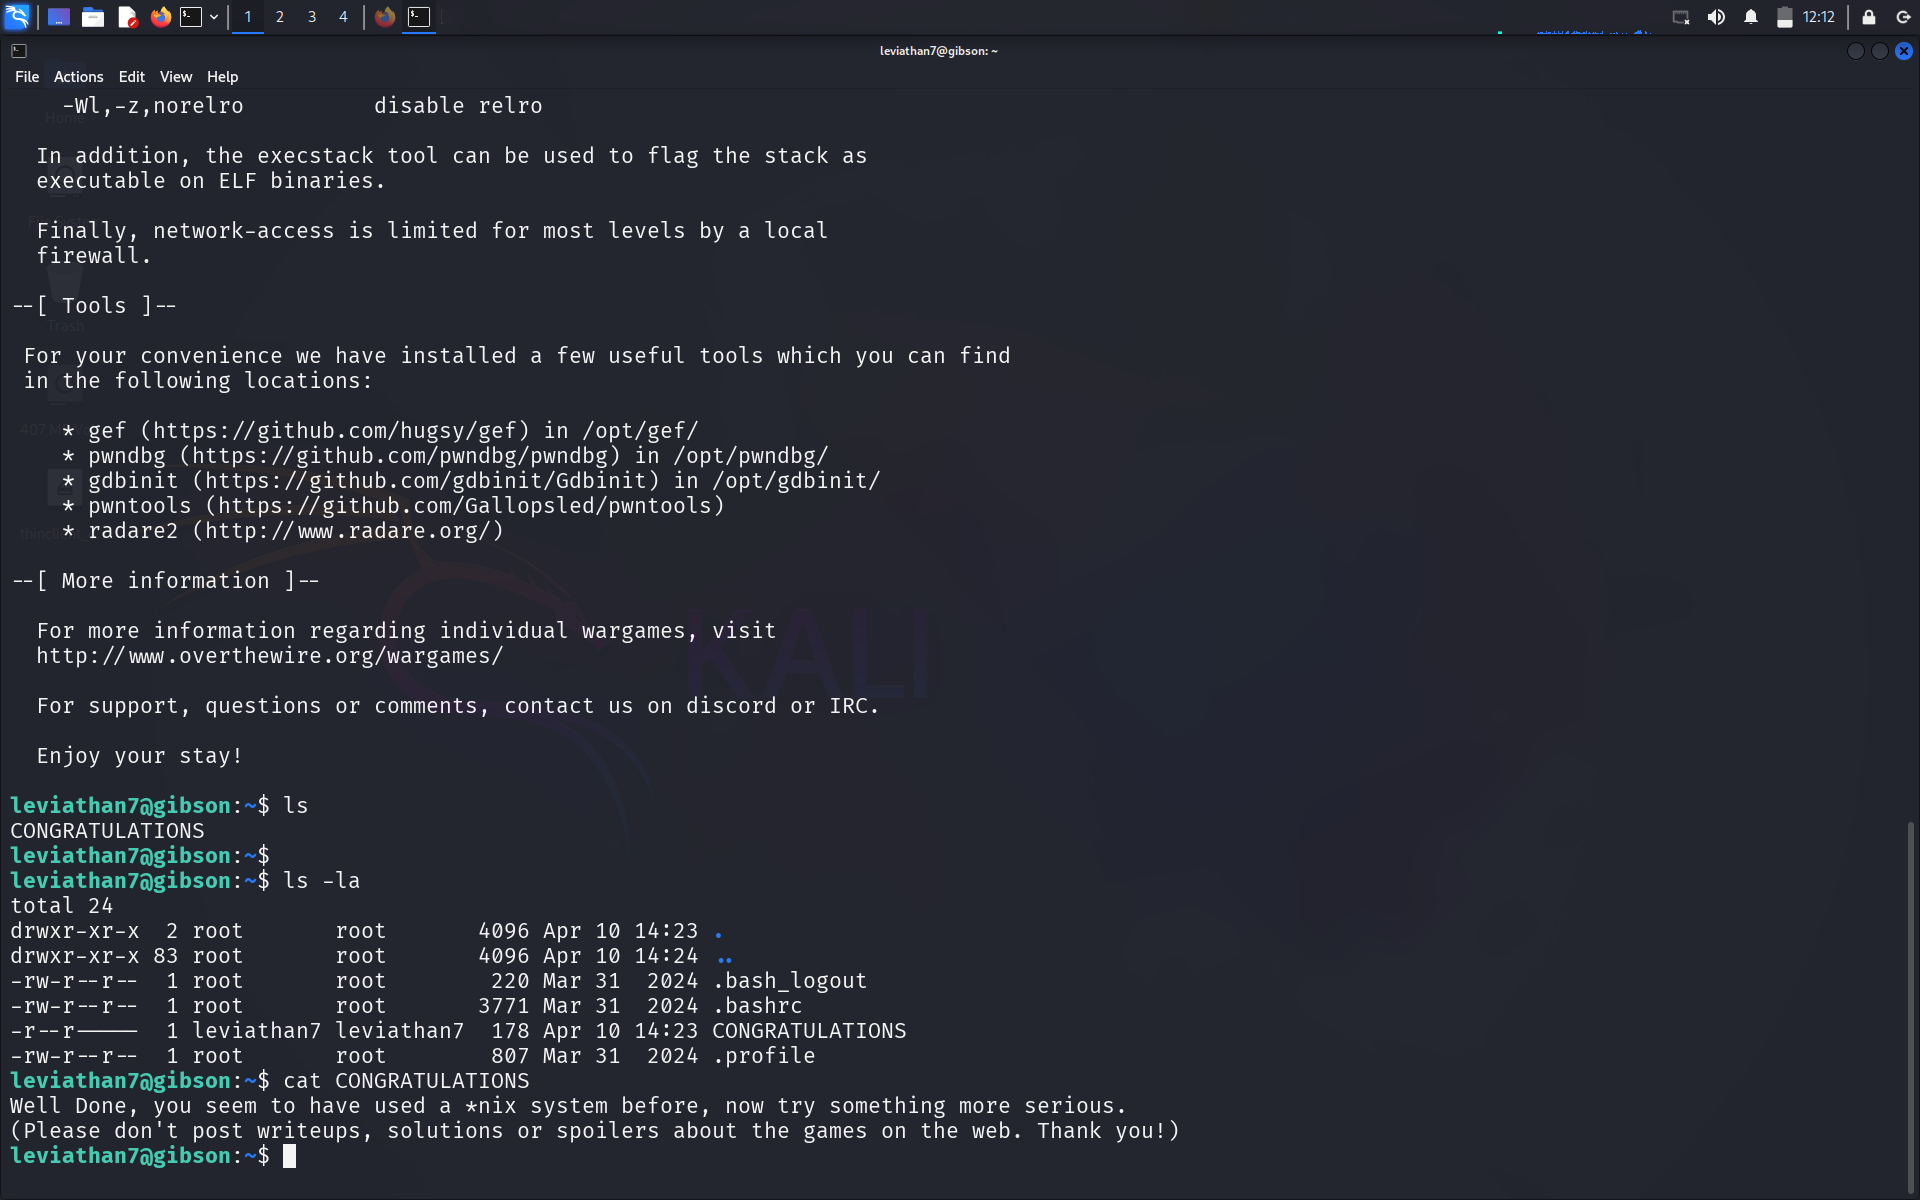 1 2 3 4
12:12
leviathan7@gibson: ~
File Actions Edit View Help
-Wl,-z,norelro disable relro
Home
In addition, the execstack tool can be used to flag the stack as
executable on ELF binaries.
Finally, network-access is limited for most levels by a local
firewall.
--[ Tools ]--
Trash
For your convenience we have installed a few useful tools which you can find
in the following locations:
* gef (https://github.com/hugsy/gef) in /opt/gef/
* pwndbg (https://github.com/pwndbg/pwndbg) in /opt/pwndbg/
* gdbinit (https://github.com/gdbinit/Gdbinit) in /opt/gdbinit/
* pwntools (https://github.com/Gallopsled/pwntools)
* radare2 (http://www.radare.org/)
--[ More information ]--
For more information regarding individual wargames, visit
http://www.overthewire.org/wargames/
KALI
For support, questions or comments, contact us on discord or IRC.
Enjoy your stay!
leviathan7@gibson:~$ ls
CONGRATULATIONS
leviathan7@gibson:~$
leviathan7@gibson:~$ ls -la
total 24
drwxr-xr-x 2 root root 4096 Apr 10 14:23 .
drwxr-xr-x 83 root root 4096 Apr 10 14:24 ..
-rw-r--r-- 1 root root 220 Mar 31 2024 .bash_logout
-rw-r--r-- 1 root root 3771 Mar 31 2024 .bashrc
-r--r----- 1 leviathan7 leviathan7 178 Apr 10 14:23 CONGRATULATIONS
-rw-r--r-- 1 root root 807 Mar 31 2024 .profile
leviathan7@gibson:~$ cat CONGRATULATIONS
Well Done, you seem to have used a *nix system before, now try something more serious.
(Please don't post writeups, solutions or spoilers about the games on the web. Thank you!)
leviathan7@gibson:~$